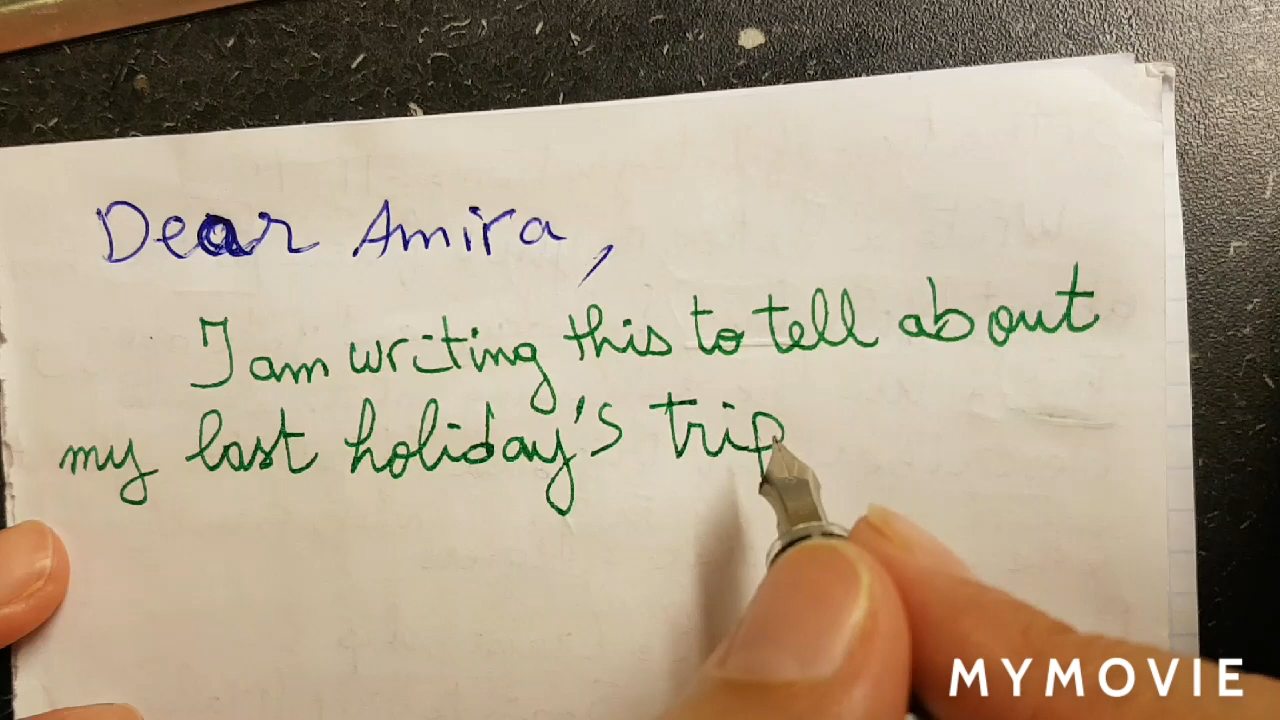 Dear Amira,
I am writing this to tell about
my last holiday's trip
MYMOVIE